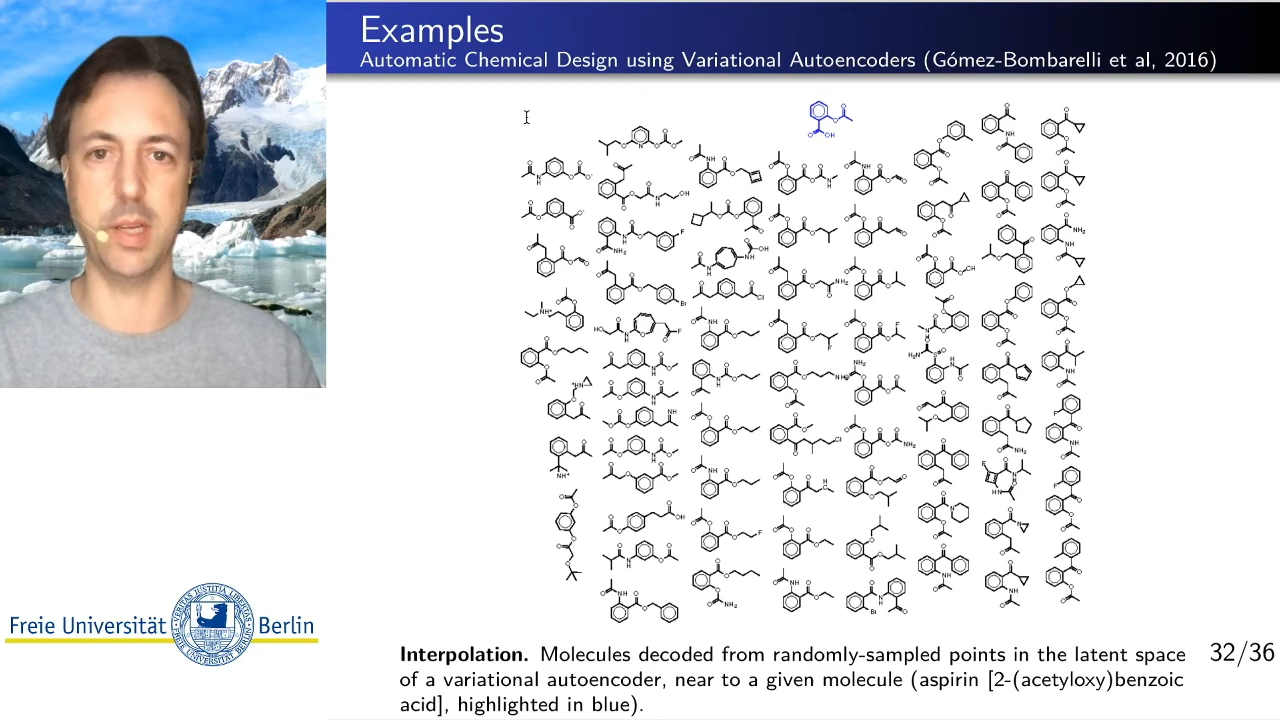 Examples
Automatic Chemical Design using Variational Autoencoders (Gómez-Bombarelli et al, 2016)
Freie Universität Berlin
Interpolation. Molecules decoded from randomly-sampled points in the latent space
of a variational autoencoder, near to a given molecule (aspirin [2-(acetyloxy)benzoic
acid], highlighted in blue).
32/36